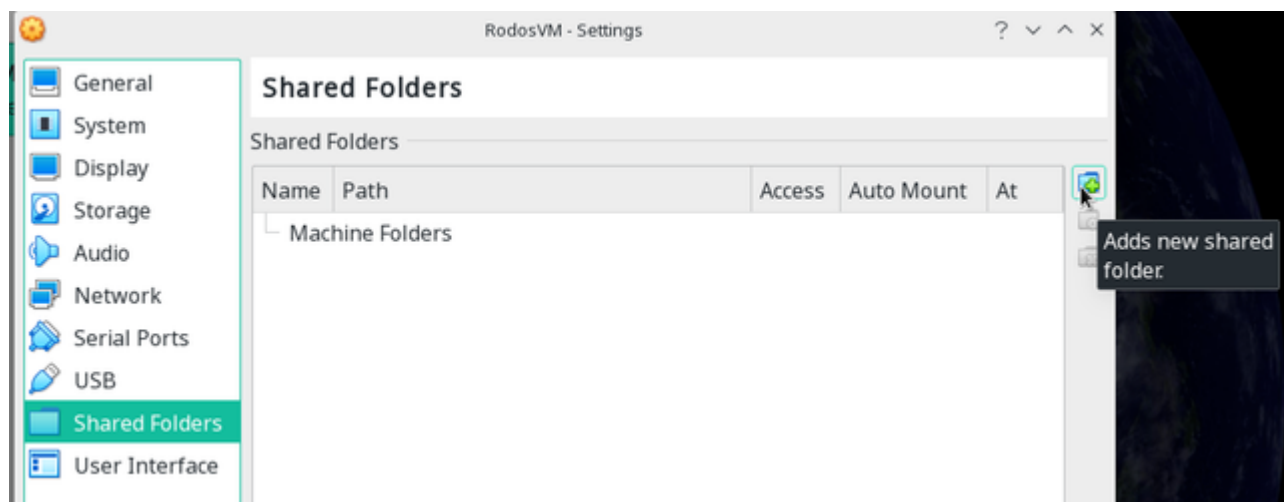 RodosVM - Settings
General
System
Display
Storage
Audio
Network
Serial Ports
USB
Shared Folders
User Interface
Shared Folders
Shared Folders
Name Path Access Auto Mount At
Machine Folders
Adds new shared
folder.